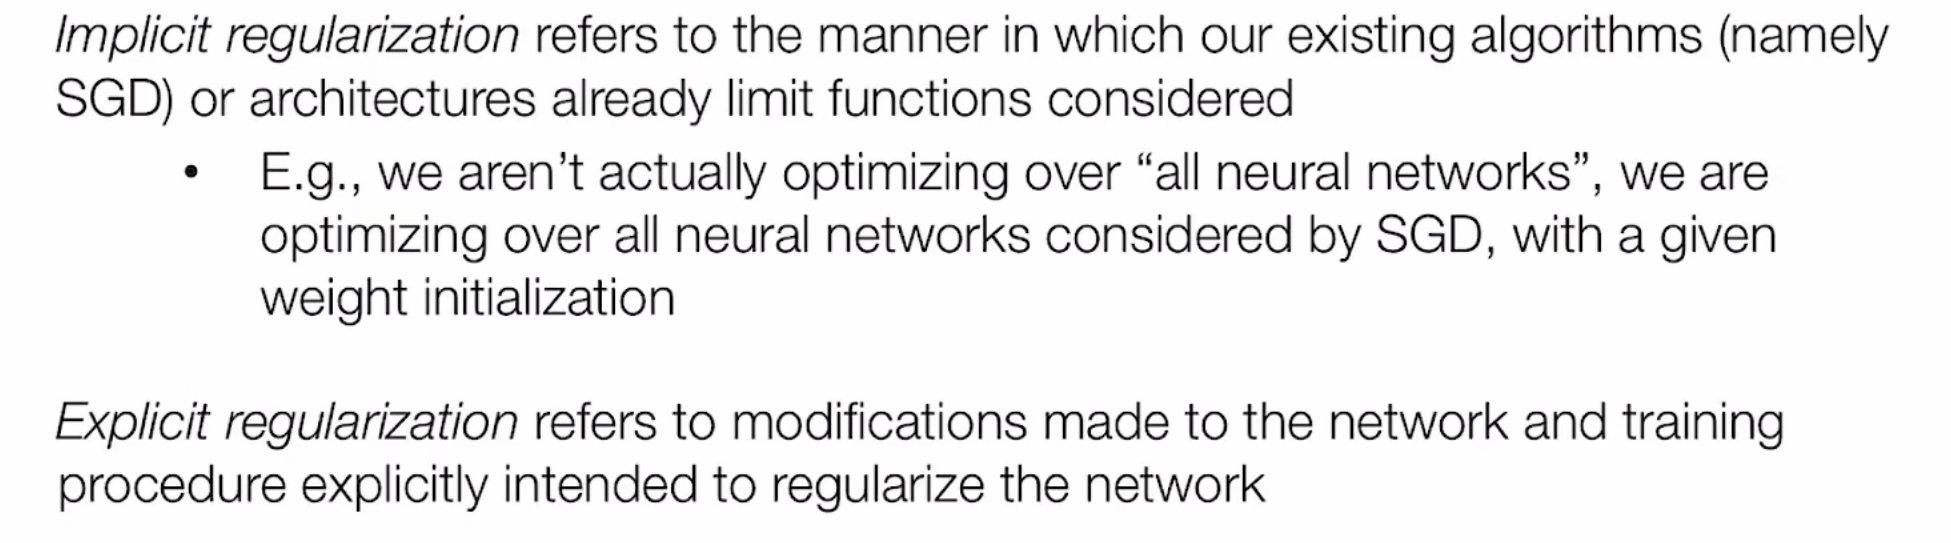 Implicit regularization refers to the manner in which our existing algorithms (namely
SGD) or architectures already limit functions considered
• E.g., we aren’t actually optimizing over “all neural networks”, we are
optimizing over all neural networks considered by SGD, with a given
weight initialization
Explicit regularization refers to modifications made to the network and training
procedure explicitly intended to regularize the network